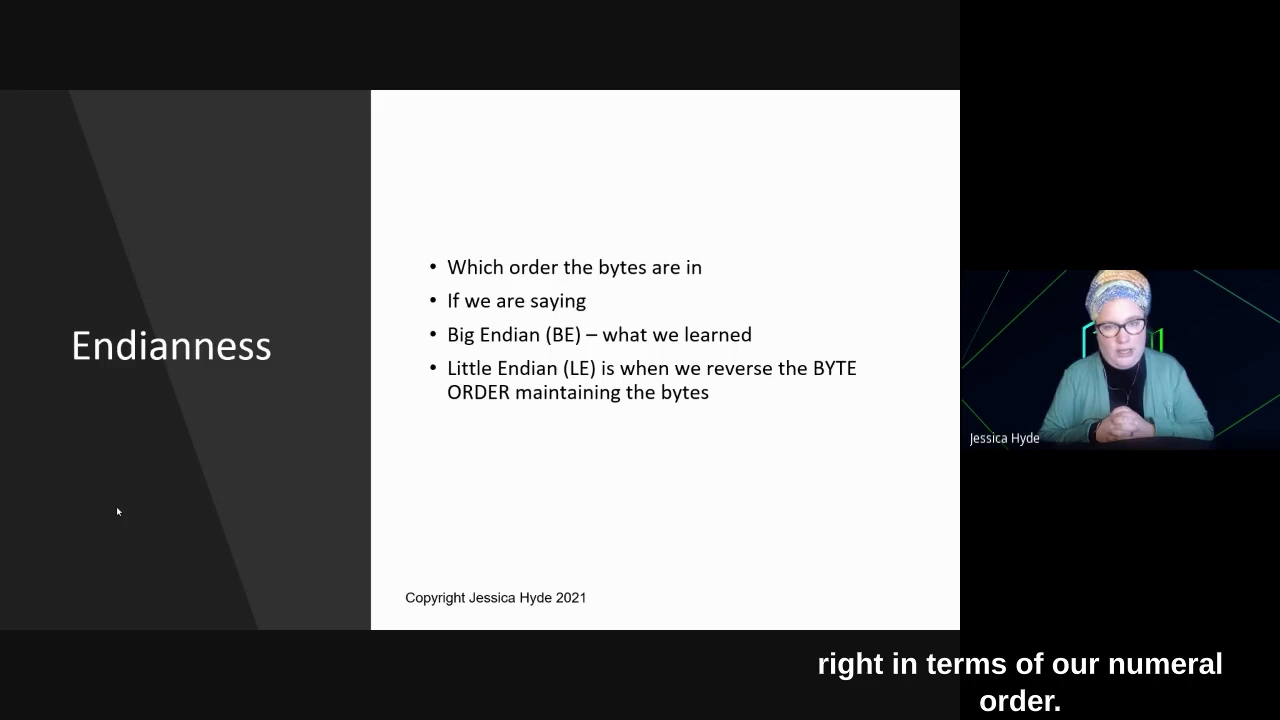 Endianness
• Which order the bytes are in
• If we are saying
• Big Endian (BE) – what we learned
• Little Endian (LE) is when we reverse the BYTE
ORDER maintaining the bytes
Copyright Jessica Hyde 2021
Jessica Hyde
right in terms of our numeral
order.